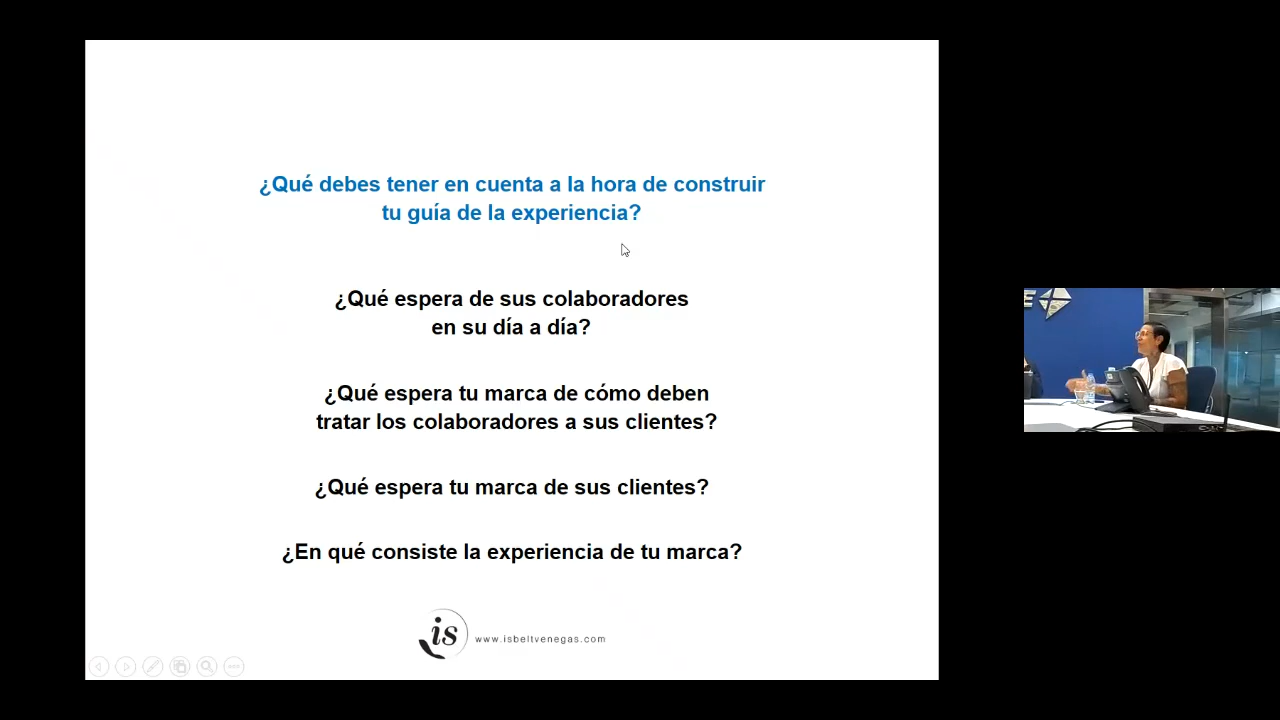 ¿Qué debes tener en cuenta a la hora de construir
tu guía de la experiencia?
¿Qué espera de sus colaboradores
en su día a día?
¿Qué espera tu marca de cómo deben
tratar los colaboradores a sus clientes?
¿Qué espera tu marca de sus clientes?
¿En qué consiste la experiencia de tu marca?
is
www.isbeltvenegas.com
E